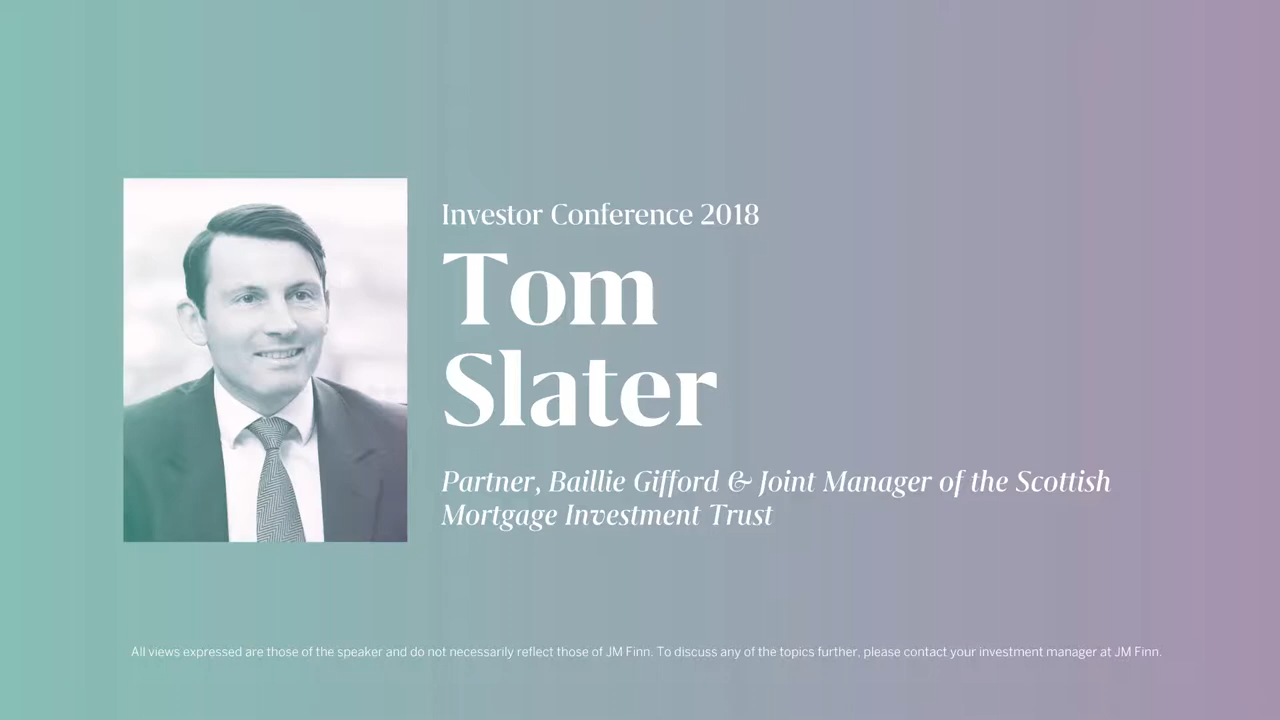 Investor Conference 2018
Tom
Slater
Partner, Baillie Gifford & Joint Manager of the Scottish
Mortgage Investment Trust
All views expressed are those of the speaker and do not necessarily reflect those of JM Finn. To discuss any of the topics further, please contact your investment manager at JM Finn.